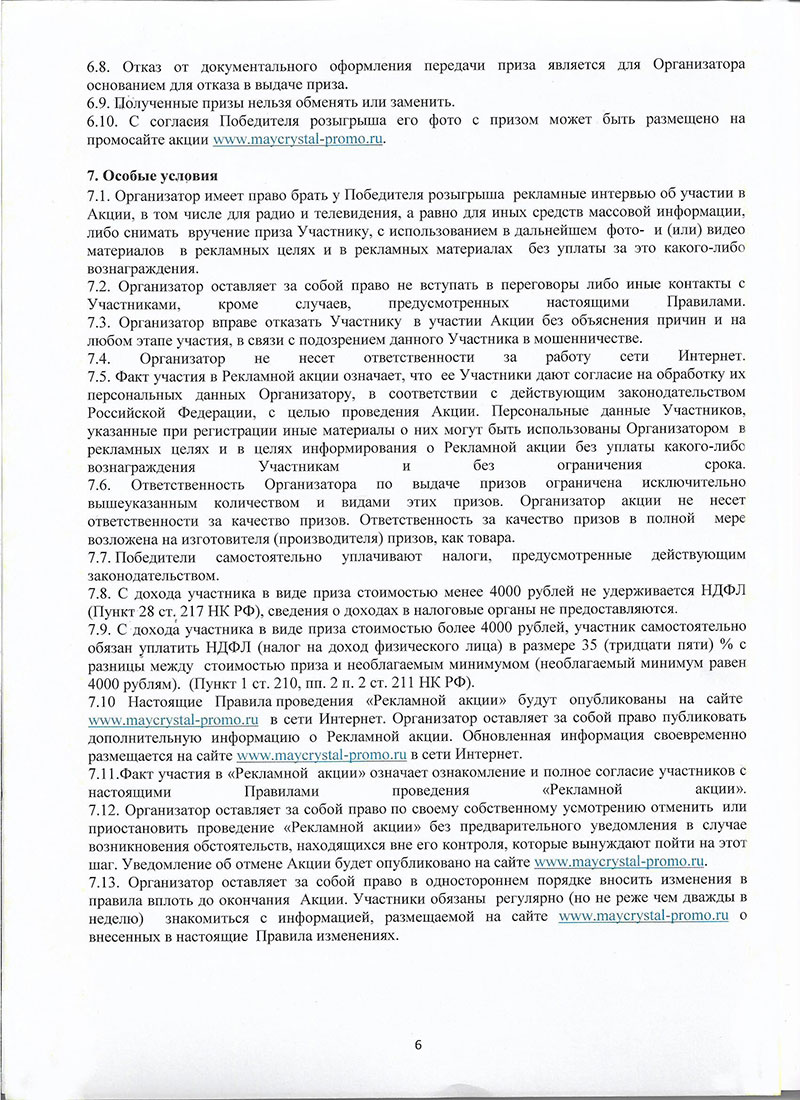 6.8. Отказ от документального оформления передачи приза является для Организатора
основанием для отказа в выдаче приза.
6.9. Полученные призы нельзя обменять или заменить.
6.10. С согласия Победителя розыгрыша его фото с призом может быть размещено на
промосайте акции www.maycrystal-promo.ru.
7. Особые условия
7.1. Организатор имеет право брать у Победителя розыгрыша рекламные интервью об участии в
Акции, в том числе для радио и телевидения, а равно для иных средств массовой информации,
либо снимать вручение приза Участнику, с использованием в дальнейшем фото- и (или) видео
материалов в рекламных целях и в рекламных материалах без уплаты за это какого-либо
вознаграждения.
7.2. Организатор оставляет за собой право не вступать в переговоры либо иные контакты с
Участниками, кроме случаев, предусмотренных настоящими Правилами.
7.3. Организатор вправе отказать Участнику в участии Акции без объяснения причин и на
любом этапе участия, в связи с подозрением данного Участника в мошенничестве.
7.4. Организатор не несет ответственности за работу сети Интернет.
7.5. Факт участия в Рекламной акции означает, что ее Участники дают согласие на обработку их
персональных данных Организатору, в соответствии с действующим законодательством
Российской Федерации, с целью проведения Акции. Персональные данные Участников,
указанные при регистрации иные материалы о них могут быть использованы Организатором в
рекламных целях и в целях информирования о Рекламной акции без уплаты какого-либо
вознаграждения Участникам и без ограничения срока.
7.6. Ответственность Организатора по выдаче призов ограничена исключительно
вышеуказанным количеством и видами этих призов. Организатор акции не несет
ответственности за качество призов. Ответственность за качество призов в полной мере
возложена на изготовителя (производителя) призов, как товара.
7.7. Победители самостоятельно уплачивают налоги, предусмотренные действующим
законодательством.
7.8. С дохода участника в виде приза стоимостью менее 4000 рублей не удерживается НДФЛ
(Пункт 28 ст. 217 НК РФ), сведения о доходах в налоговые органы не предоставляются.
7.9. С дохода участника в виде приза стоимостью более 4000 рублей, участник самостоятельно
обязан уплатить НДФЛ (налог на доход физического лица) в размере 35 (тридцати пяти) % с
разницы между стоимостью приза и необлагаемым минимумом (необлагаемый минимум равен
4000 рублям). (Пункт 1 ст. 210, пп. 2 п. 2 ст. 211 НК РФ).
7.10 Настоящие Правила проведения «Рекламной акции» будут опубликованы на сайте
www.maycrystal-promo.ru в сети Интернет. Организатор оставляет за собой право публиковать
дополнительную информацию о Рекламной акции. Обновленная информация своевременно
размещается на сайте www.maycrystal-promo.ru в сети Интернет.
7.11.Факт участия в «Рекламной акции» означает ознакомление и полное согласие участников с
настоящими Правилами проведения «Рекламной акции».
7.12. Организатор оставляет за собой право по своему собственному усмотрению отменить или
приостановить проведение «Рекламной акции» без предварительного уведомления в случае
возникновения обстоятельств, находящихся вне его контроля, которые вынуждают пойти на этот
шаг. Уведомление об отмене Акции будет опубликовано на сайте www.maycrystal-promo.ru.
7.13. Организатор оставляет за собой право в одностороннем порядке вносить изменения в
правила вплоть до окончания Акции. Участники обязаны регулярно (но не реже чем дважды в
неделю) знакомиться с информацией, размещаемой на сайте www.maycrystal-promo.ru о
внесенных в настоящие Правила изменениях.
6